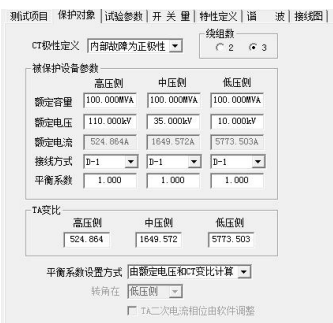 测试项目 保护对象 试验参数 开 关 量 特性定义 谐 波 接线图
CT极性定义 内部故障为正极性
绕组数
2 3
被保护设备参数
高压侧 中压侧 低压侧
额定容量 100.000MVA 100.000MVA 100.000MVA
额定电压 110.000kV 35.000kV 10.000kV
额定电流 524.864A 1649.572A 5773.503A
接线方式 D-1 D-1 D-1
平衡系数 1.000 1.000 1.000
TA变比
高压侧 中压侧 低压侧
524.864 1649.572 5773.503
平衡系数设置方式 由额定电压和CT变比计算
转角在 低压侧
TA二次电流相位由软件调整